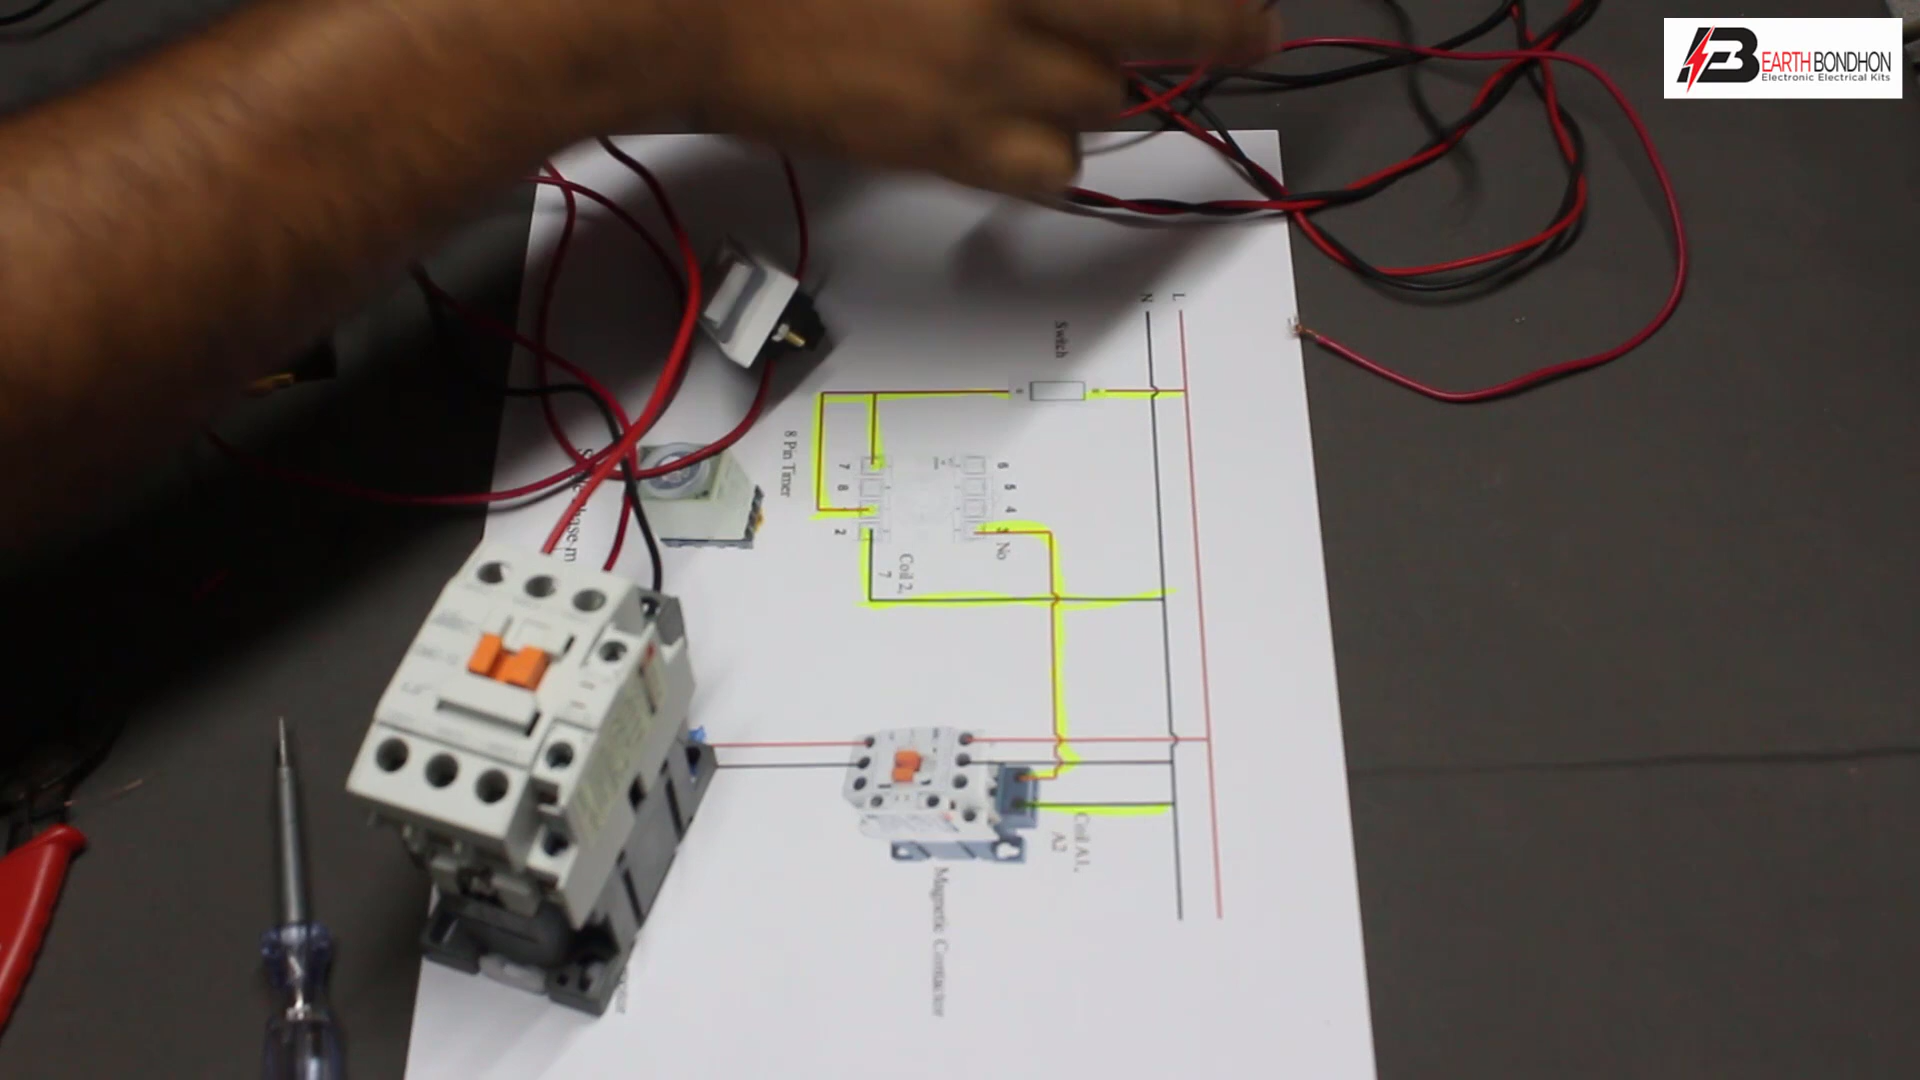 EARTH BONDHON
Electronic Electrical Kits
L
N
Switch
8 Pin Timer
7
8
1
2
6
5
4
3
No
Coil 2,
7
Coil A1,
A2
Magnetic Contactor